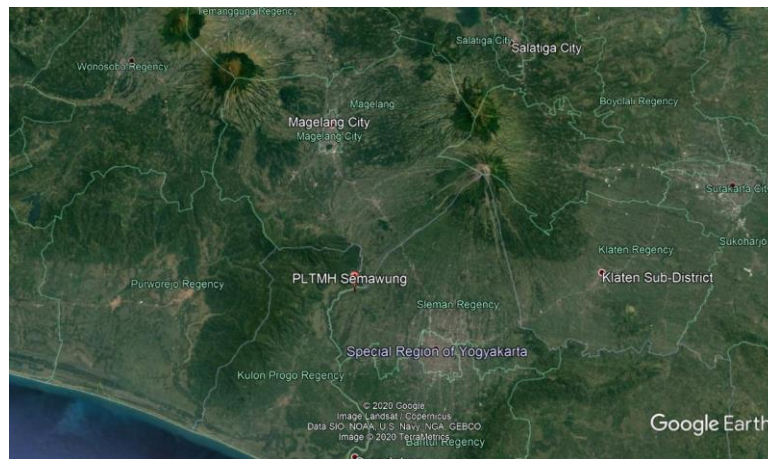 Temanggung Regency
Salatiga City
Salatiga City
Wonosobo Regency
Boyolali Regency
Magelang
Magelang City
Magelang City
Surakarta City
Sukoharjo
Klaten Regency
Klaten Sub-District
PLTMH Semawung
Purworejo Regency
Sleman Regency
Special Region of Yogyakarta
Kulon Progo Regency
© 2020 Google
Image Landsat / Copernicus
Data SIO, NOAA, U.S. Navy, NGA, GEBCO
Image © 2020 TerraMetrics
Bantul Regency
Google Earth